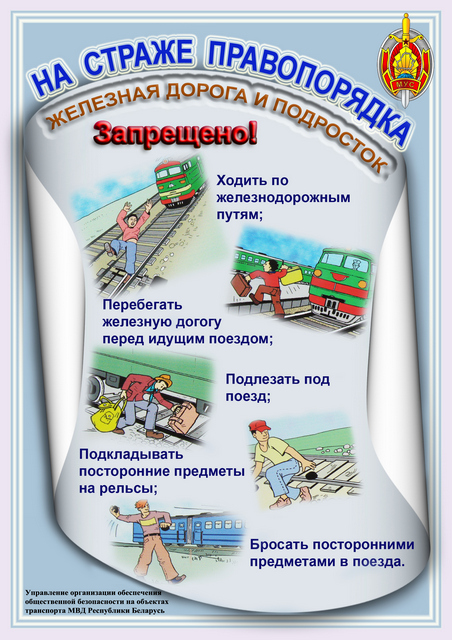 НА СТРАЖЕ ПРАВОПОРЯДКА
МУС
ЖЕЛЕЗНАЯ ДОРОГА И ПОДРОСТОК
Запрещено!
Ходить по
железнодорожным
путям;
Перебегать
железную догогу
перед идущим поездом;
Подлезать под
поезд;
Подкладывать
посторонние предметы
на рельсы;
Бросать посторонними
предметами в поезда.
Управление организации обеспечения
общественной безопасности на объектах
транспорта МВД Республики Беларусь